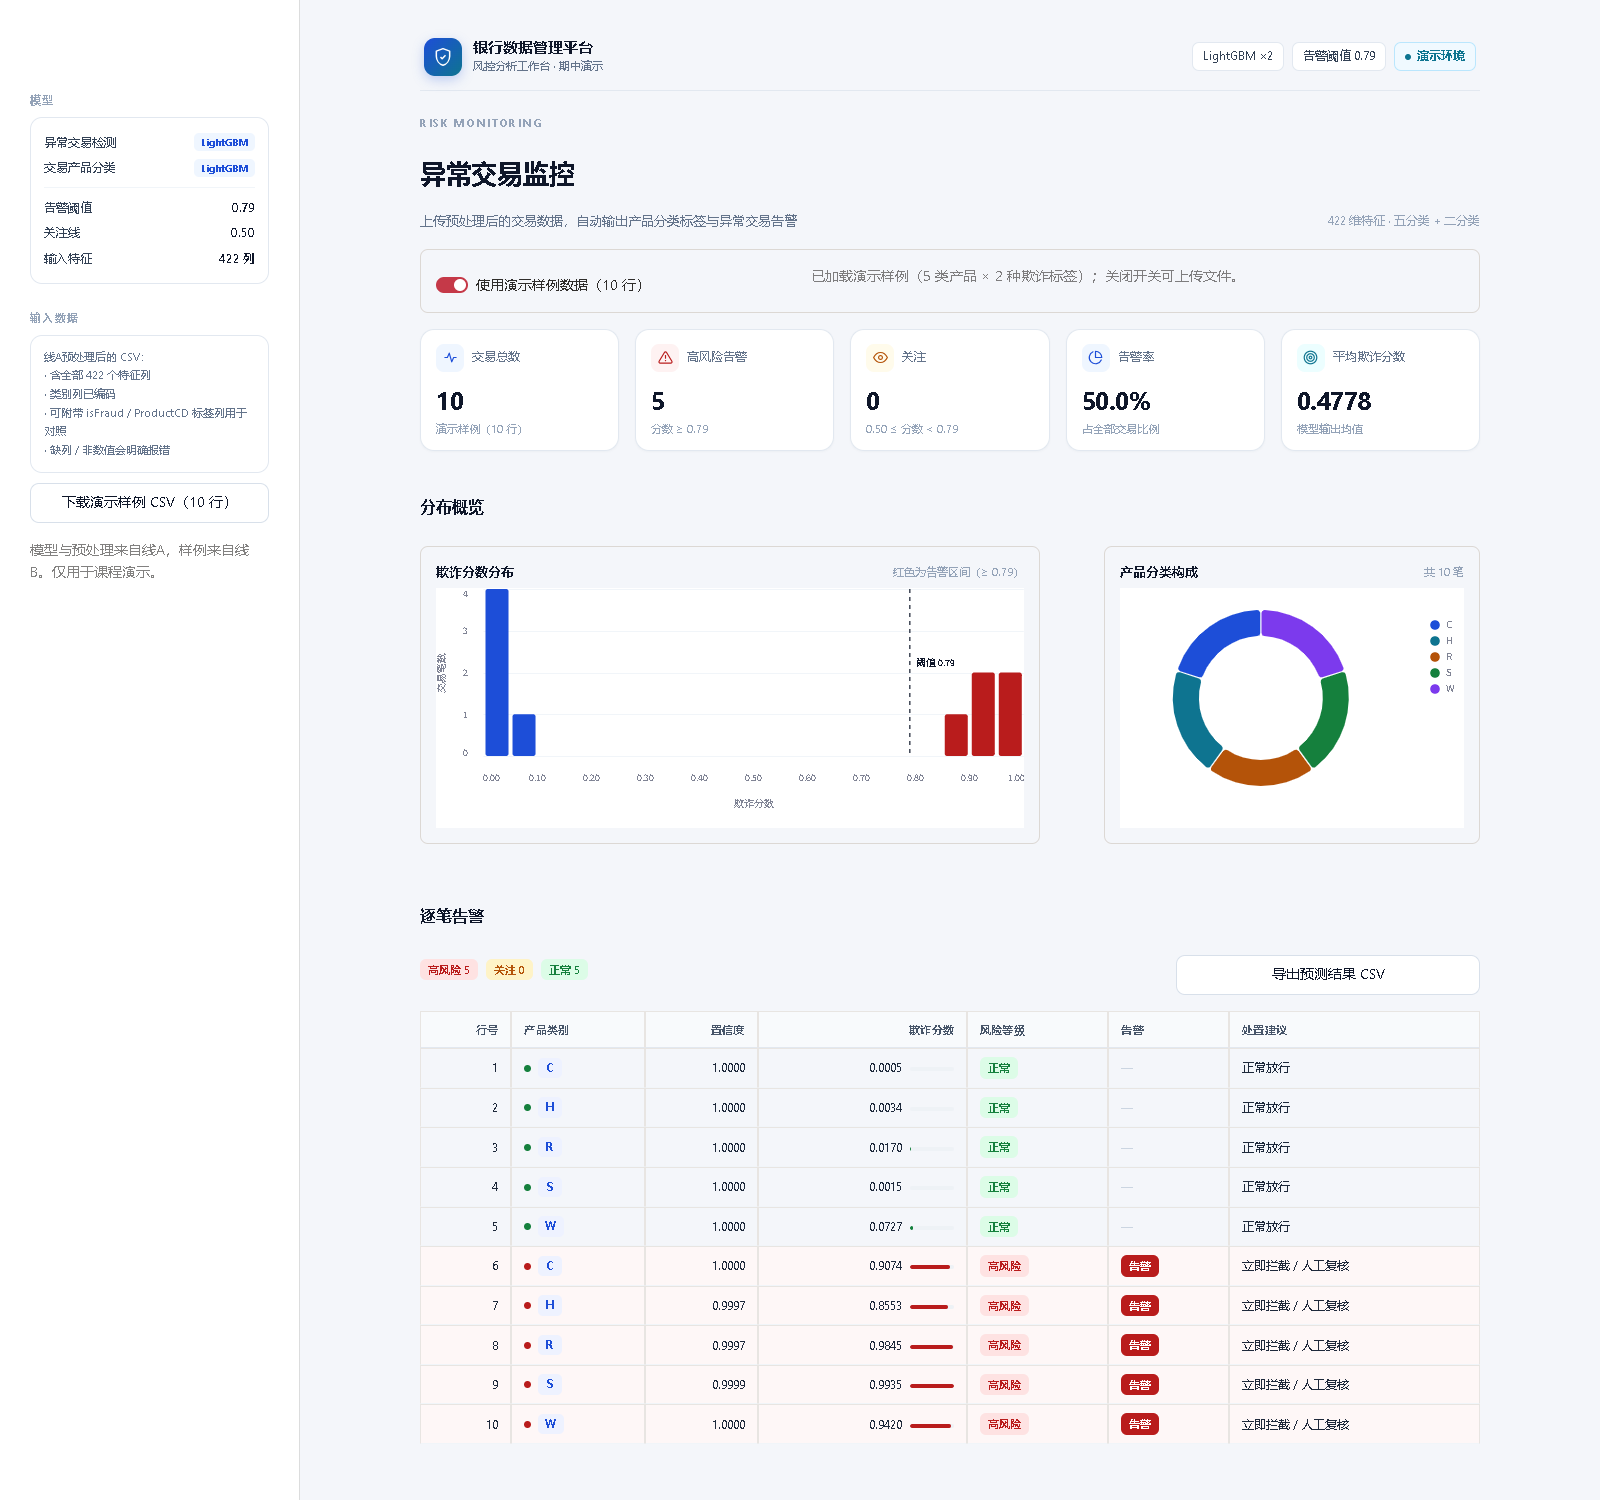 模型
异常交易检测 LightGBM
交易产品分类 LightGBM
告警阈值 0.79
关注线 0.50
输入特征 422 列
输入数据
线A预处理后的 CSV:
· 含全部 422 个特征列
· 类别列已编码
· 可附带 isFraud / ProductCD 标签列用于
对照
· 缺列 / 非数值会明确报错
下载演示样例 CSV（10 行）
模型与预处理来自线A，样例来自线
B。仅用于课程演示。
银行数据管理平台
风控分析工作台 · 期中演示
LightGBM ×2
告警阈值 0.79
演示环境
RISK MONITORING
异常交易监控
上传预处理后的交易数据，自动输出产品分类标签与异常交易告警
422 维特征 · 五分类 + 二分类
使用演示样例数据（10 行）
已加载演示样例（5 类产品 × 2 种欺诈标签）；关闭开关可上传文件。
交易总数
10
演示样例（10 行）
高风险告警
5
分数 ≥ 0.79
关注
0
0.50 ≤ 分数 < 0.79
告警率
50.0%
占全部交易比例
平均欺诈分数
0.4778
模型输出均值
分布概览
欺诈分数分布
红色为告警区间（≥ 0.79）
4
3
2
1
0
交易笔数
阈值 0.79
0.00 0.10 0.20 0.30 0.40 0.50 0.60 0.70 0.80 0.90 1.00
欺诈分数
产品分类构成
共 10 笔
C
H
R
S
W
逐笔告警
高风险 5 关注 0 正常 5
导出预测结果 CSV
行号 产品类别 置信度 欺诈分数 风险等级 告警 处置建议
1 C 1.0000 0.0005 正常 — 正常放行
2 H 1.0000 0.0034 正常 — 正常放行
3 R 1.0000 0.0170 正常 — 正常放行
4 S 1.0000 0.0015 正常 — 正常放行
5 W 1.0000 0.0727 正常 — 正常放行
6 C 1.0000 0.9074 高风险 告警 立即拦截 / 人工复核
7 H 0.9997 0.8553 高风险 告警 立即拦截 / 人工复核
8 R 0.9997 0.9845 高风险 告警 立即拦截 / 人工复核
9 S 0.9999 0.9935 高风险 告警 立即拦截 / 人工复核
10 W 1.0000 0.9420 高风险 告警 立即拦截 / 人工复核